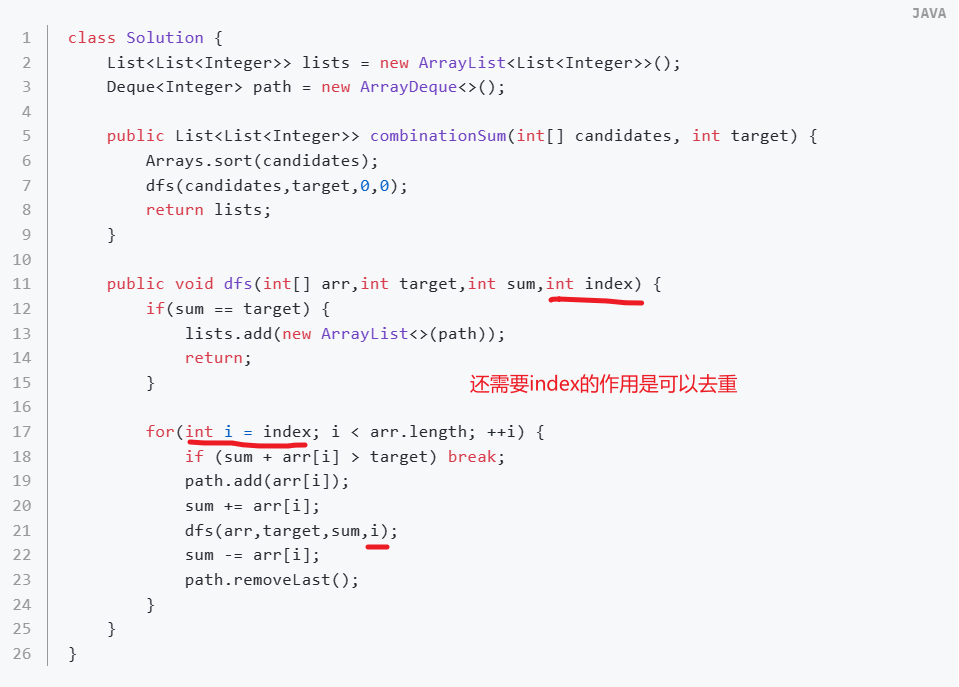 JAVA
1 class Solution {
2     List<List<Integer>> lists = new ArrayList<List<Integer>>();
3     Deque<Integer> path = new ArrayDeque<>();
4
5     public List<List<Integer>> combinationSum(int[] candidates, int target) {
6         Arrays.sort(candidates);
7         dfs(candidates,target,0,0);
8         return lists;
9     }
10
11     public void dfs(int[] arr,int target,int sum,int index) {
12         if(sum == target) {
13             lists.add(new ArrayList<>(path));
14             return;
15         }
还需要index的作用是可以去重
16
17         for(int i = index; i < arr.length; ++i) {
18             if (sum + arr[i] > target) break;
19             path.add(arr[i]);
20             sum += arr[i];
21             dfs(arr,target,sum,i);
22             sum -= arr[i];
23             path.removeLast();
24         }
25     }
26 }